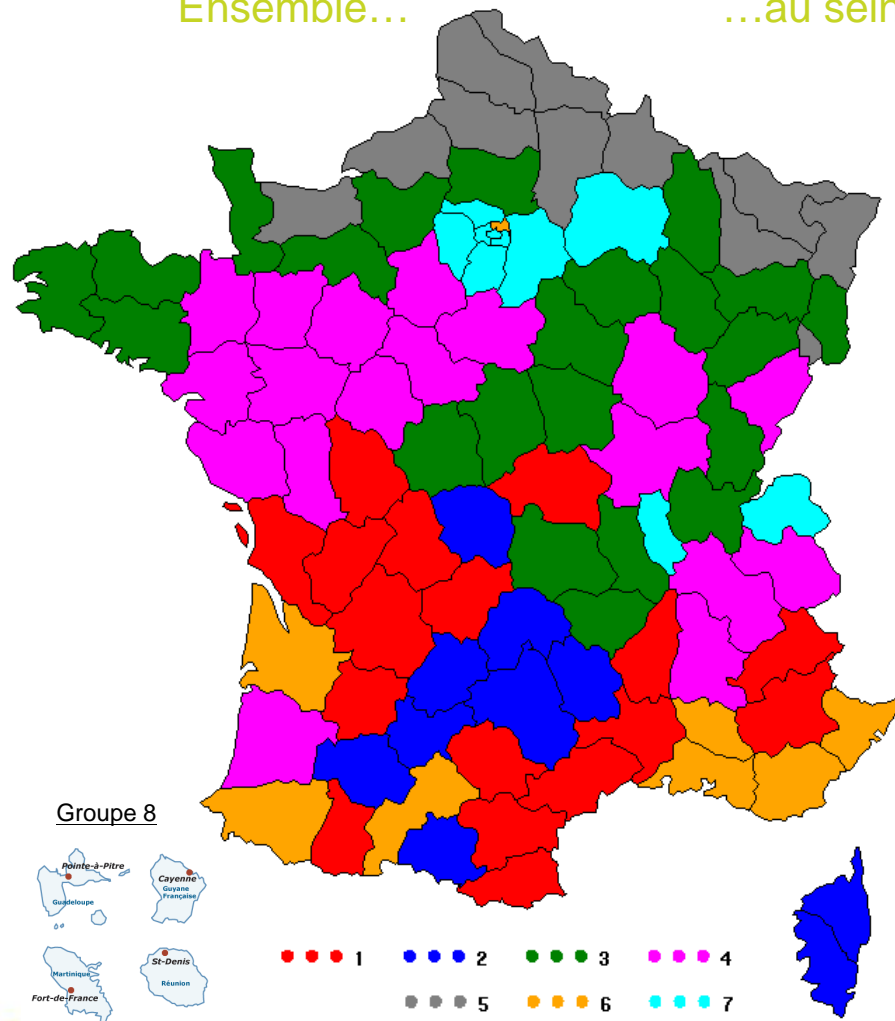 Ensemble… …au sein
Groupe 8
Pointe-à-Pitre
Guadeloupe
Cayenne
Guyane
Française
Martinique
Fort-de-France
St-Denis
Réunion
1 2 3 4
5 6 7